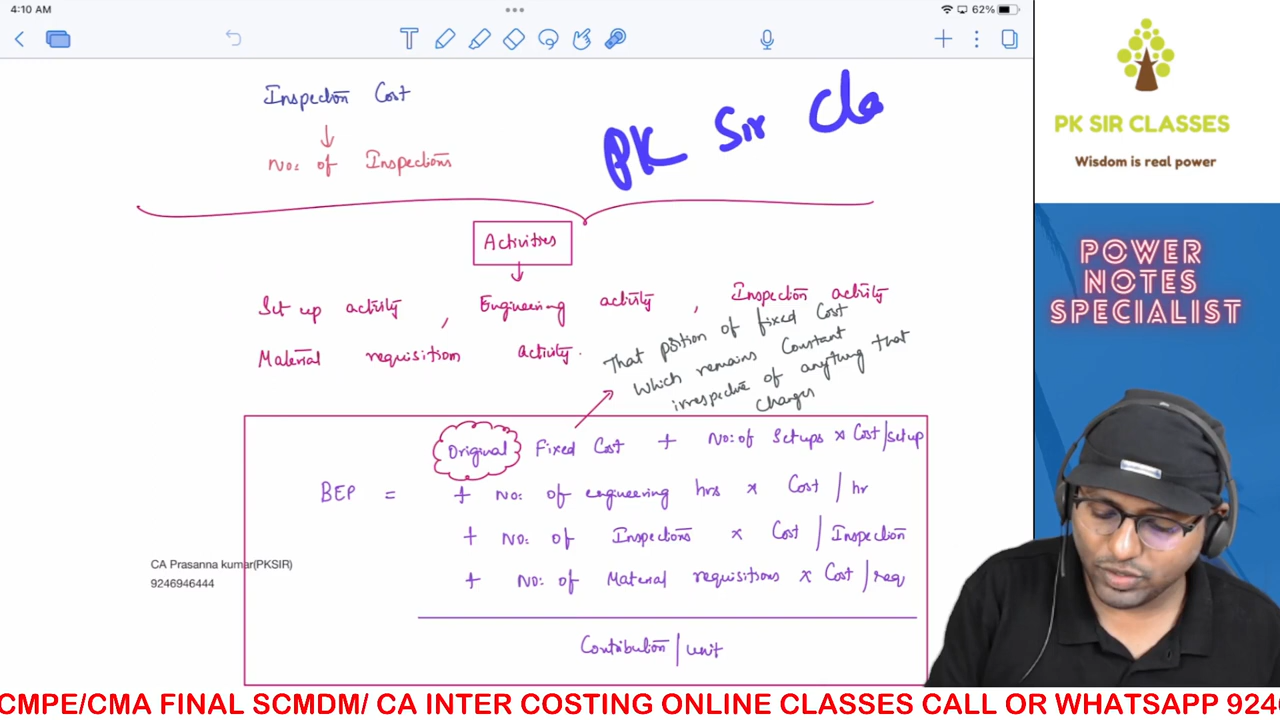 4:10 AM
62%
Inspection Cost
No: of Inspections
PK Sir Cla
PK SIR CLASSES
Wisdom is real power
Activities
POWER
NOTES
SPECIALIST
Set up activity , Engineering activity , Inspection activity
Material requisition activity.
That portion of fixed Cost
which remains Constant
irrespective of anything that
changes
Original Fixed Cost + No: of Setups x Cost/setup
BEP = + No: of engineering hrs x Cost / hr
+ No: of Inspections x Cost / Inspection
+ No: of Material requisitions x Cost / req
Contribution / unit
CA Prasanna kumar(PKSIR)
9246946444
CMPE/CMA FINAL SCMDM/ CA INTER COSTING ONLINE CLASSES CALL OR WHATSAPP 924